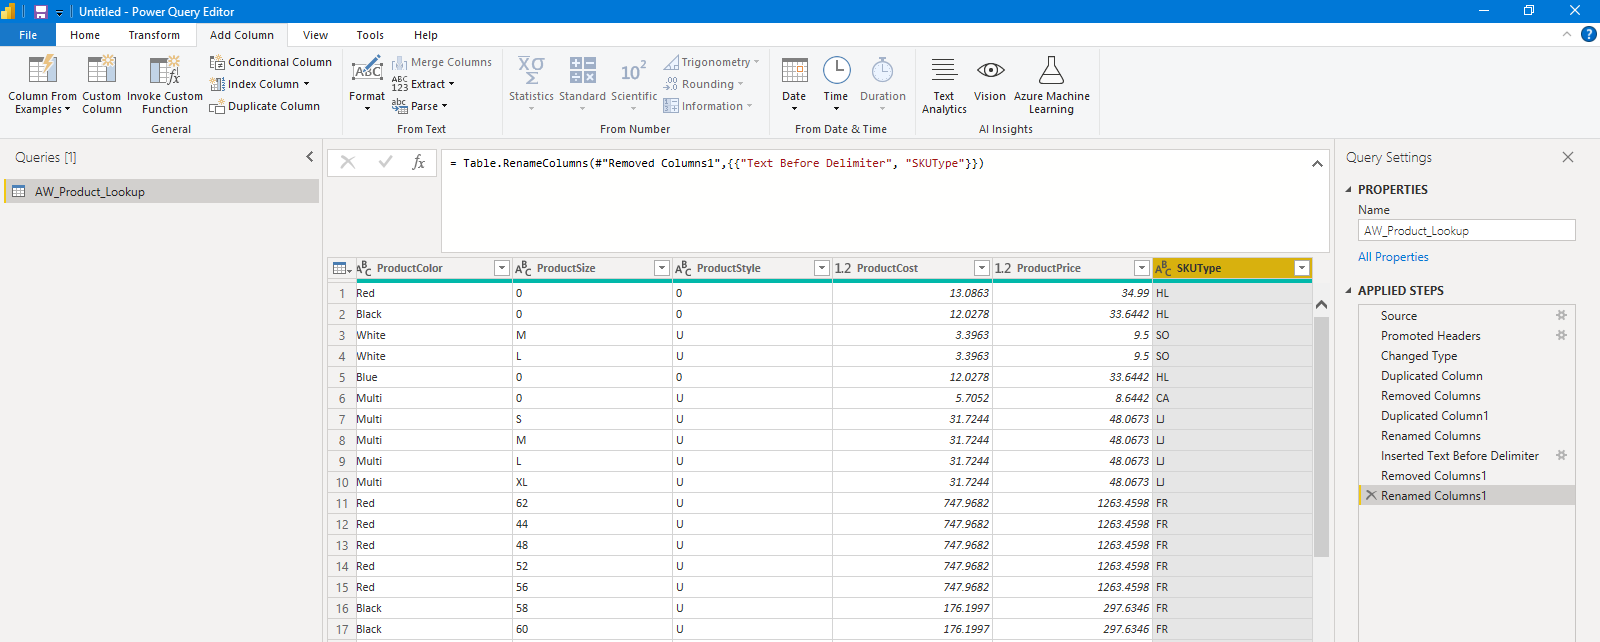 Untitled - Power Query Editor
File Home Transform Add Column View Tools Help
Column From Examples
Custom Column
Invoke Custom Function
Conditional Column
Index Column
Duplicate Column
General
Format
Merge Columns
Extract
Parse
From Text
Statistics
Standard
Scientific
Trigonometry
Rounding
Information
From Number
Date
Time
Duration
From Date & Time
Text Analytics
Vision
Azure Machine Learning
AI Insights
Queries [1]
AW_Product_Lookup
fx = Table.RenameColumns(#"Removed Columns1",{{"Text Before Delimiter", "SKUType"}})
ABC ProductColor ABC ProductSize ABC ProductStyle 1.2 ProductCost 1.2 ProductPrice ABC SKUType
1 Red 0 0 13.0863 34.99 HL
2 Black 0 0 12.0278 33.6442 HL
3 White M U 3.3963 9.5 SO
4 White L U 3.3963 9.5 SO
5 Blue 0 0 12.0278 33.6442 HL
6 Multi 0 U 5.7052 8.6442 CA
7 Multi S U 31.7244 48.0673 LJ
8 Multi M U 31.7244 48.0673 LJ
9 Multi L U 31.7244 48.0673 LJ
10 Multi XL U 31.7244 48.0673 LJ
11 Red 62 U 747.9682 1263.4598 FR
12 Red 44 U 747.9682 1263.4598 FR
13 Red 48 U 747.9682 1263.4598 FR
14 Red 52 U 747.9682 1263.4598 FR
15 Red 56 U 747.9682 1263.4598 FR
16 Black 58 U 176.1997 297.6346 FR
17 Black 60 U 176.1997 297.6346 FR
Query Settings
PROPERTIES
Name
AW_Product_Lookup
All Properties
APPLIED STEPS
Source
Promoted Headers
Changed Type
Duplicated Column
Removed Columns
Duplicated Column1
Renamed Columns
Inserted Text Before Delimiter
Removed Columns1
Renamed Columns1